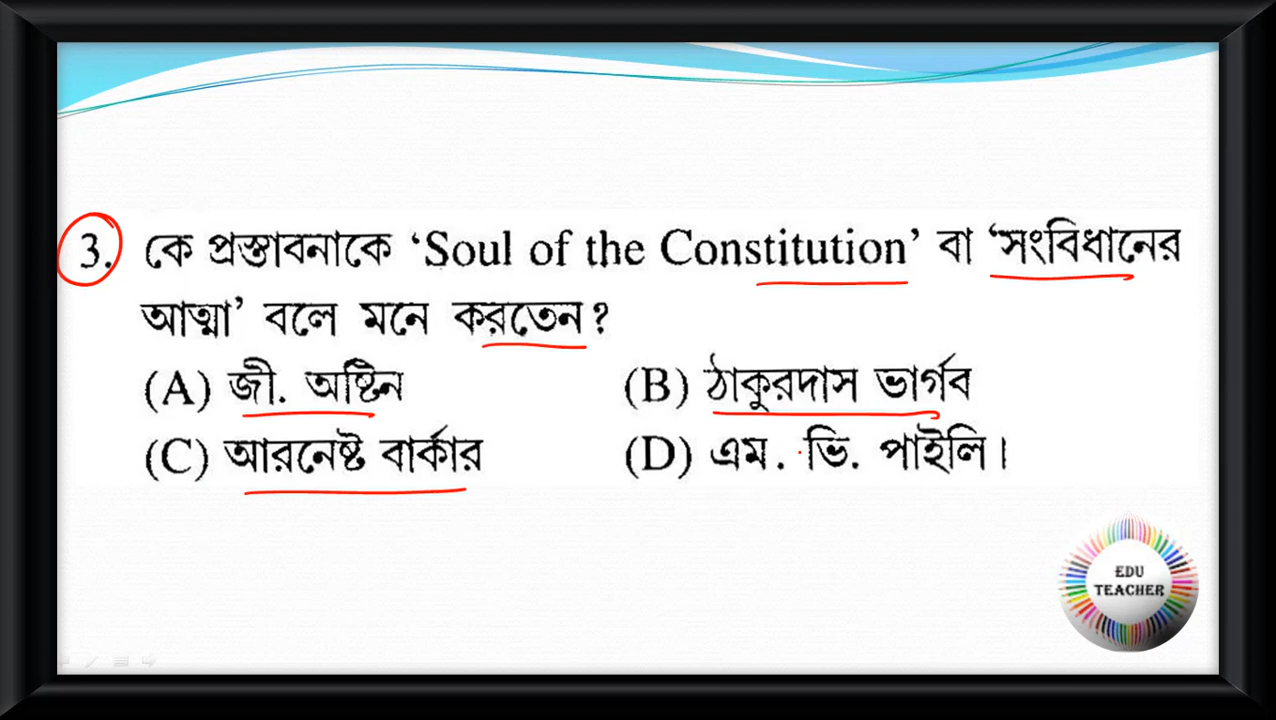 3. কে প্রস্তাবনাকে ‘Soul of the Constitution’ বা ‘সংবিধানের
আত্মা’ বলে মনে করতেন?
(A) জী. অষ্টিন (B) ঠাকুরদাস ভার্গব
(C) আরনেষ্ট বার্কার (D) এম. ভি. পাইলি।
EDU
TEACHER